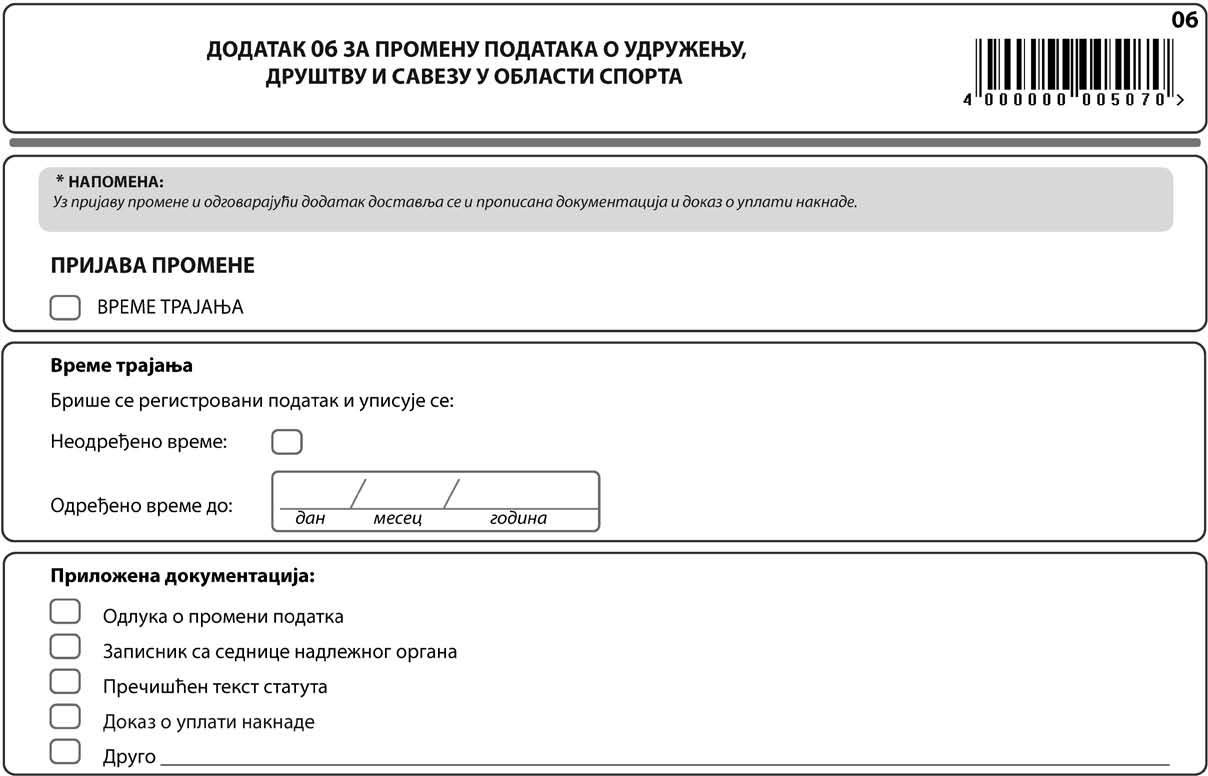 06
ДОДАТАК 06 ЗА ПРОМЕНУ ПОДАТАКА О УДРУЖЕЊУ,
ДРУШТВУ И САВЕЗУ У ОБЛАСТИ СПОРТА
4 000000 005070 >
* НАПОМЕНА:
Уз пријаву промене и одговарајући додатак доставља се и прописана документација и доказ о уплати накнаде.
ПРИЈАВА ПРОМЕНЕ
ВРЕМЕ ТРАЈАЊА
Време трајања
Брише се регистровани податак и уписује се:
Неодређено време:
Одређено време до:
дан месец година
Приложена документација:
Одлука о промени податка
Записник са седнице надлежног органа
Пречишћен текст статута
Доказ о уплати накнаде
Друго